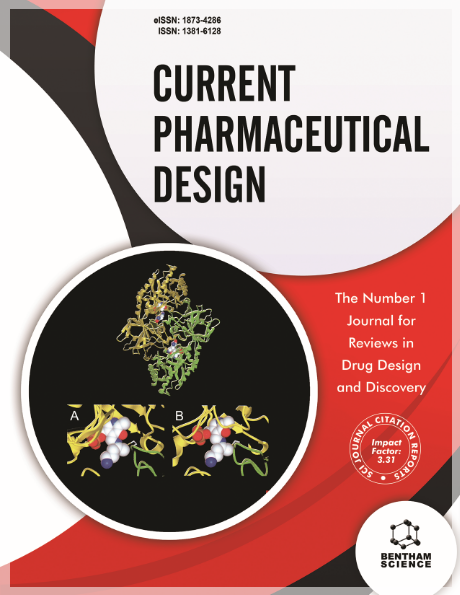 eISSN: 1873-4286
ISSN: 1381-6128
CURRENT
PHARMACEUTICAL
DESIGN
The Number 1
Journal for
Reviews in
Drug Design
and Discovery
A
B
SCI JOURNAL CITATION REPORTS
Impact
Factor:
3.31
BENTHAM
SCIENCE